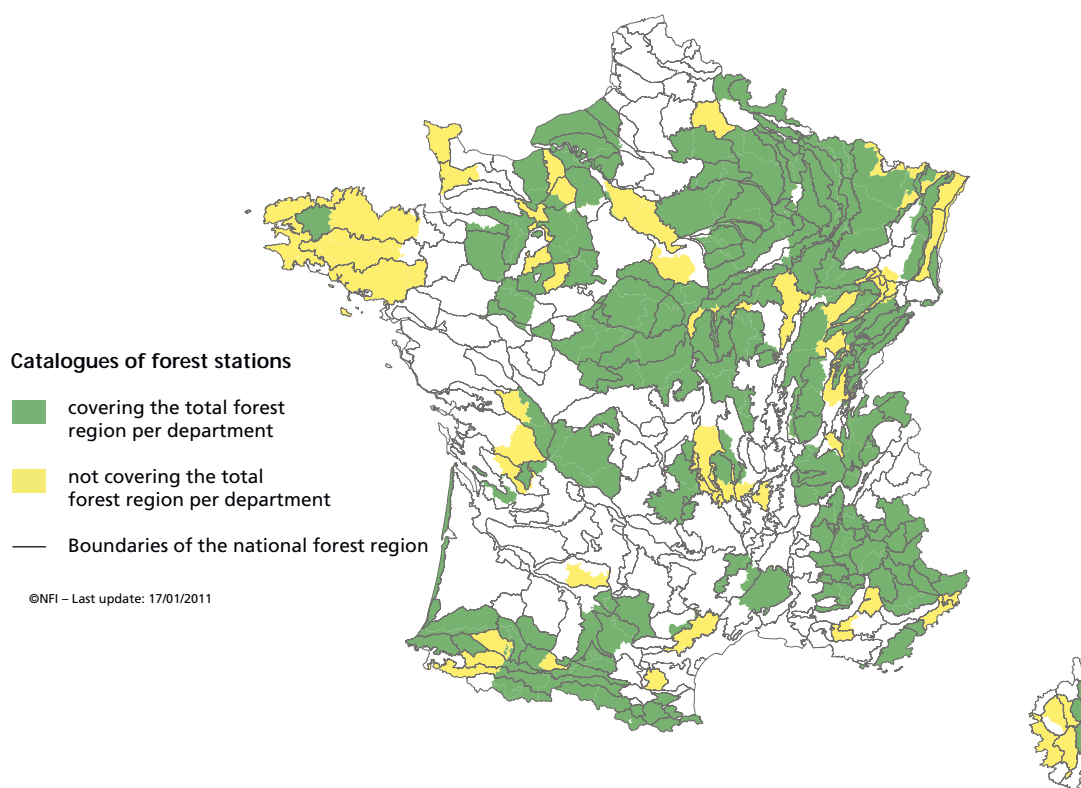 Catalogues of forest stations
covering the total forest
region per department
not covering the total
forest region per department
Boundaries of the national forest region
©NFI – Last update: 17/01/2011